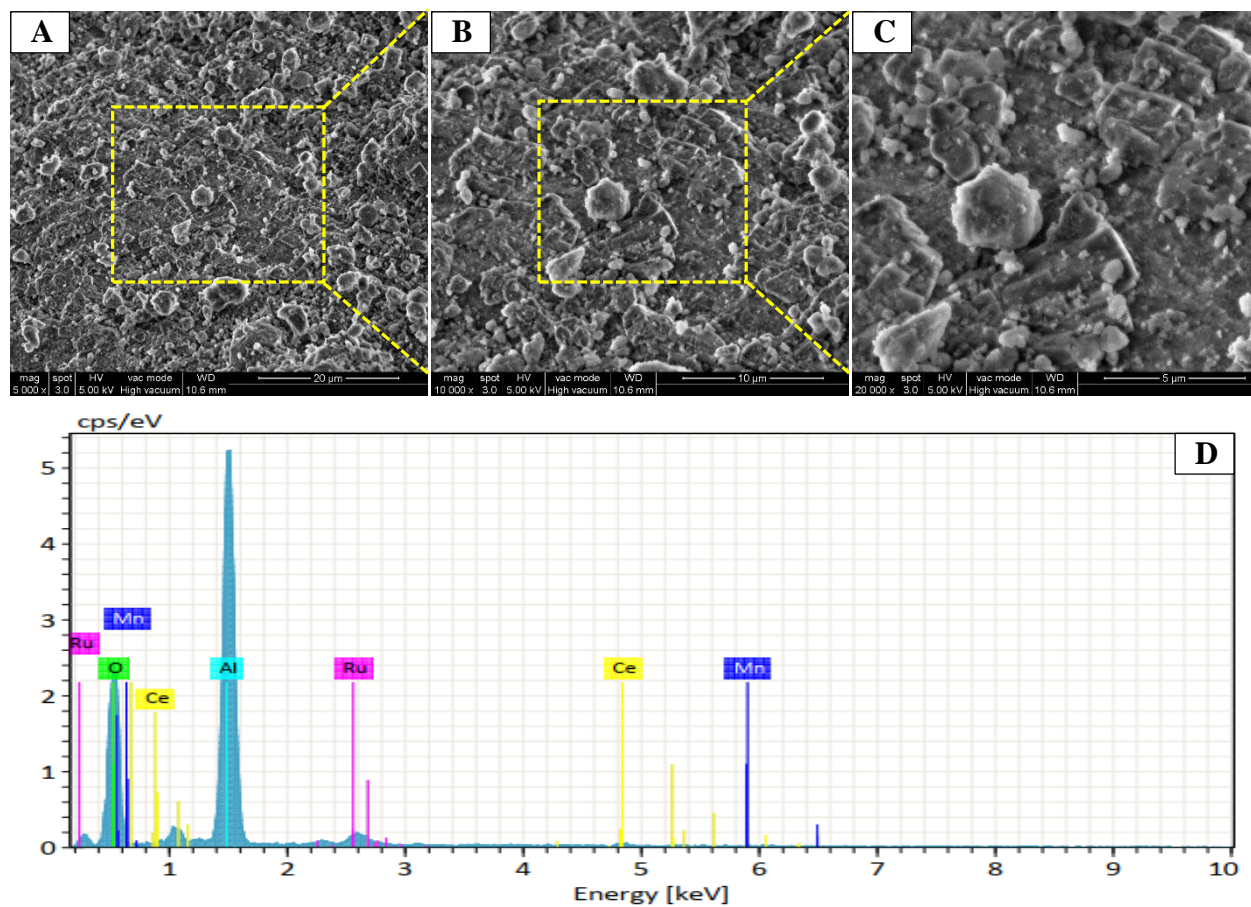 A
B
C
mag spot HV vac mode WD 20 µm
5 000 x 3.0 5.00 kV High vacuum 10.6 mm
mag spot HV vac mode WD 10 µm
10 000 x 3.0 5.00 kV High vacuum 10.6 mm
mag spot HV vac mode WD 5 µm
20 000 x 3.0 5.00 kV High vacuum 10.6 mm
cps/eV
D
5
4
3
2
1
0
Mn
Ru
O
Al
Ru
Ce
Mn
Ce
1 2 3 4 5 6 7 8 9 10
Energy [keV]